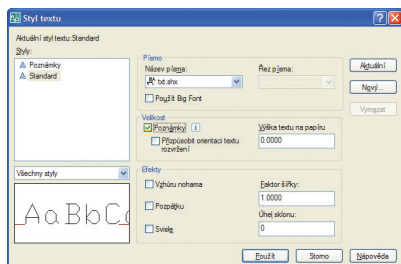 Styl textu
Aktuální styl textu: Standard
Styly:
Poznámky
Standard
Všechny styly
AaBbCc
Písmo
Název písma:
txt.shx
Řez písma:
Použít Big Font
Velikost
Poznámky
Přizpůsobit orientaci textu
rozvržení
Výška textu na papíru
0.0000
Efekty
Vzhůru nohama
Pozpátku
Svisle
Faktor šířky:
1.0000
Úhel sklonu:
0
Aktuální
Nový...
Vymazat
Použít
Storno
Nápověda